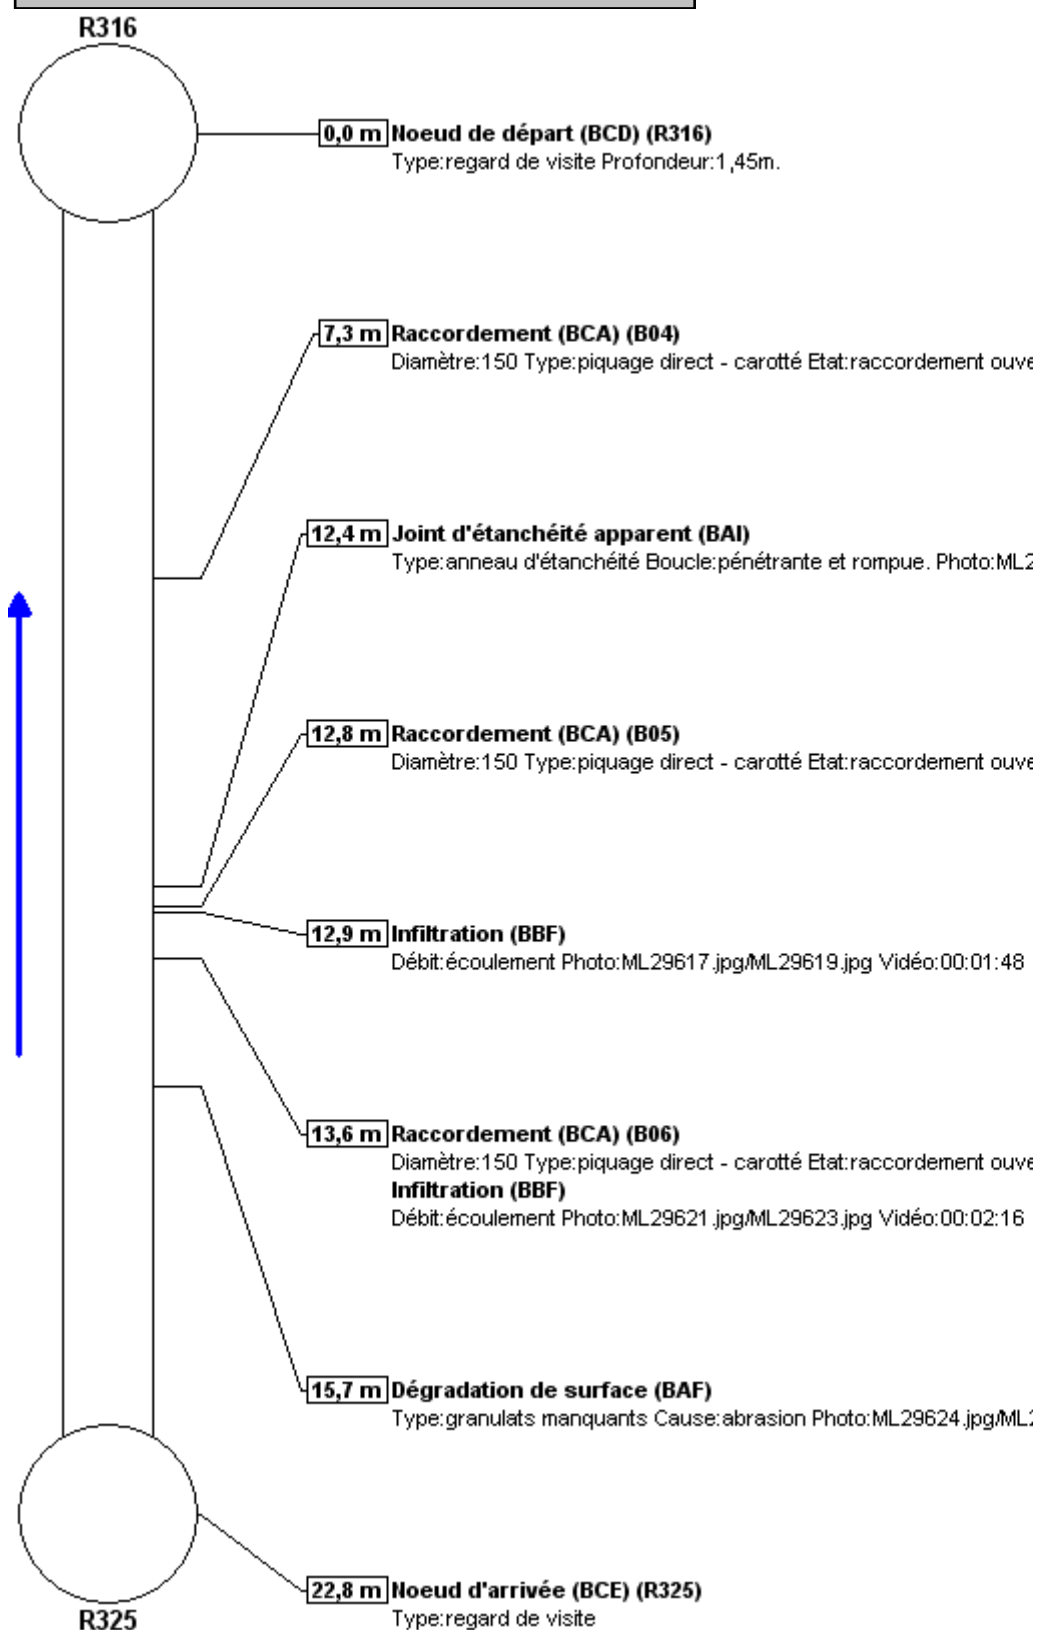 R316
0,0 m Noeud de départ (BCD) (R316)
Type:regard de visite Profondeur:1,45m.
7,3 m Raccordement (BCA) (B04)
Diamètre:150 Type:piquage direct - carotté Etat:raccordement ouve
12,4 m Joint d'étanchéité apparent (BAI)
Type:anneau d'étanchéité Boucle:pénétrante et rompue. Photo:ML2
12,8 m Raccordement (BCA) (B05)
Diamètre:150 Type:piquage direct - carotté Etat:raccordement ouve
12,9 m Infiltration (BBF)
Débit:écoulement Photo:ML29617.jpg/ML29619.jpg Vidéo:00:01:48
13,6 m Raccordement (BCA) (B06)
Diamètre:150 Type:piquage direct - carotté Etat:raccordement ouve
Infiltration (BBF)
Débit:écoulement Photo:ML29621.jpg/ML29623.jpg Vidéo:00:02:16
15,7 m Dégradation de surface (BAF)
Type:granulats manquants Cause:abrasion Photo:ML29624.jpg/ML2
22,8 m Noeud d'arrivée (BCE) (R325)
Type:regard de visite
R325